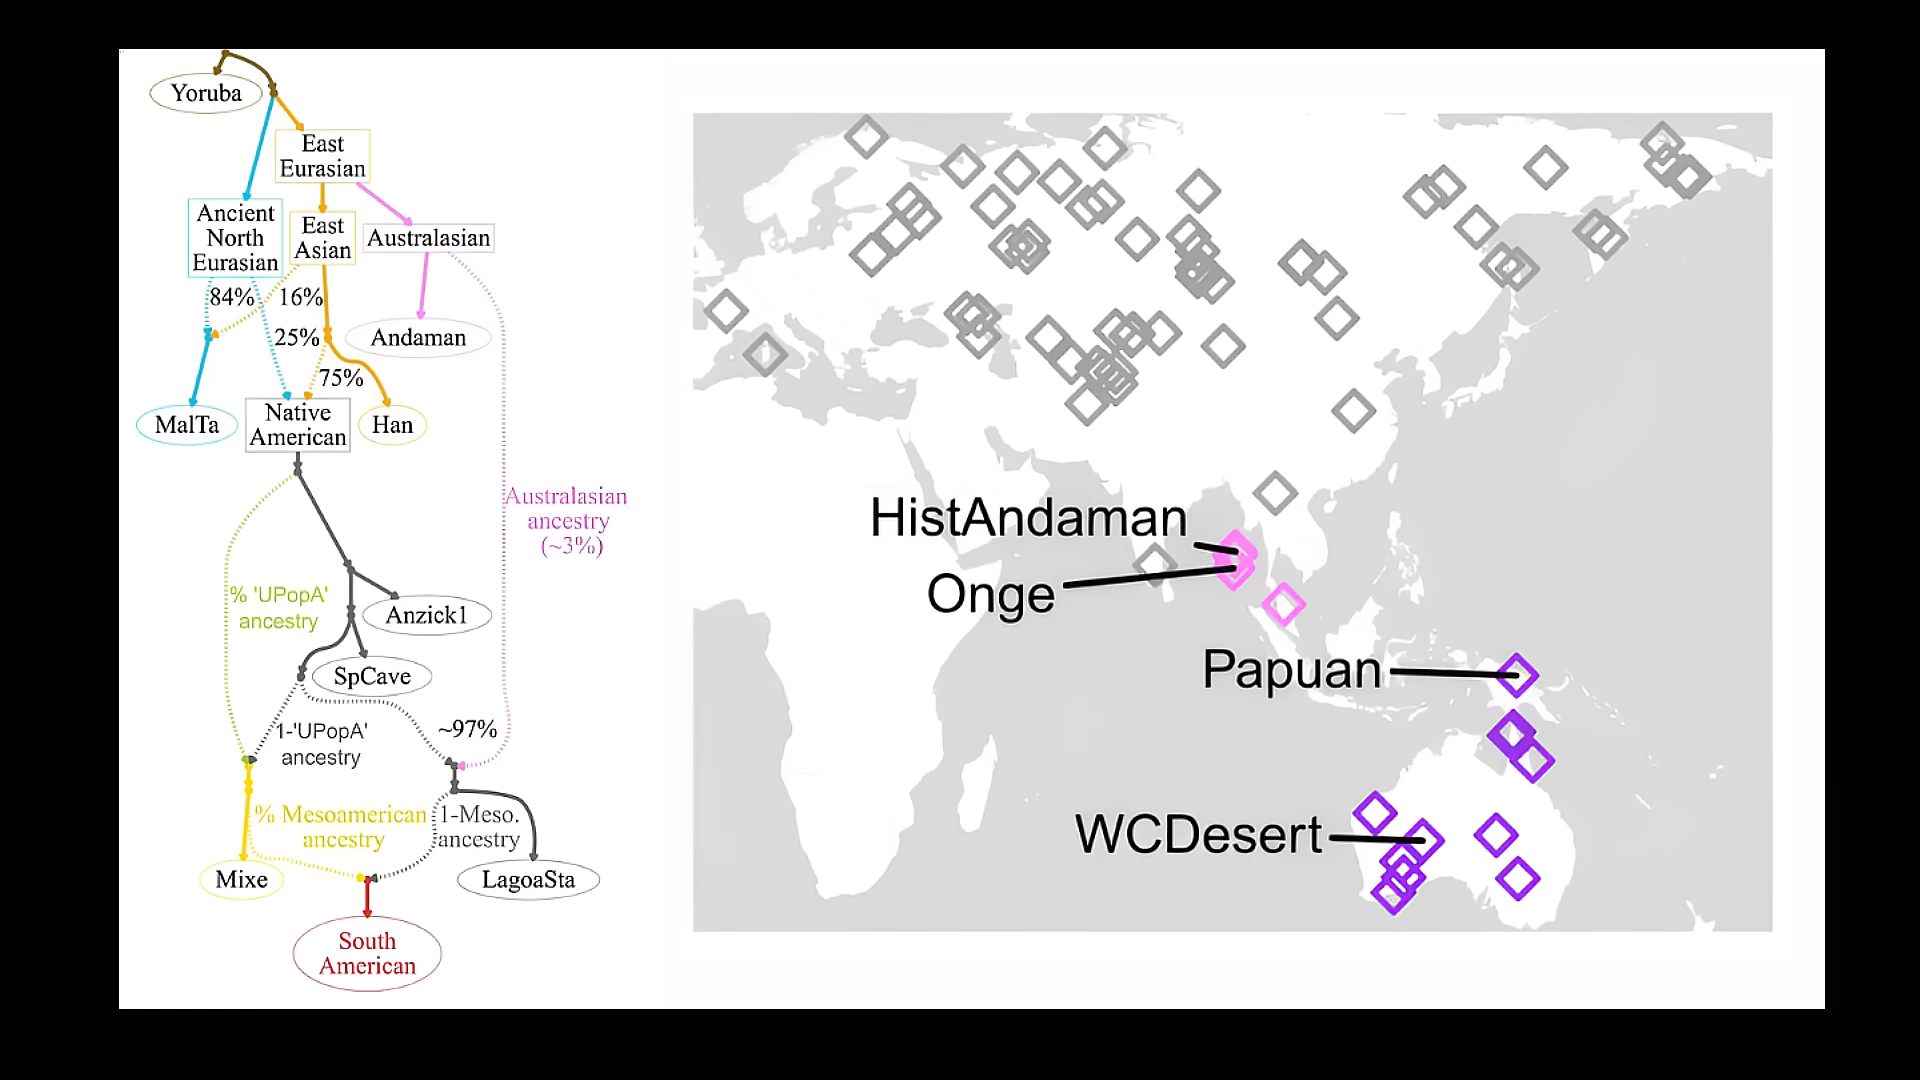 Yoruba
East
Eurasian
Ancient
North
Eurasian
East
Asian
Australasian
84%
16%
25%
Andaman
75%
MalTa
Native
American
Han
Australasian
ancestry
(~3%)
% 'UPopA'
ancestry
Anzick1
SpCave
1-'UPopA'
ancestry
~97%
% Mesoamerican
ancestry
1-Meso.
ancestry
Mixe
LagoaSta
South
American
HistAndaman
Onge
Papuan
WCDesert